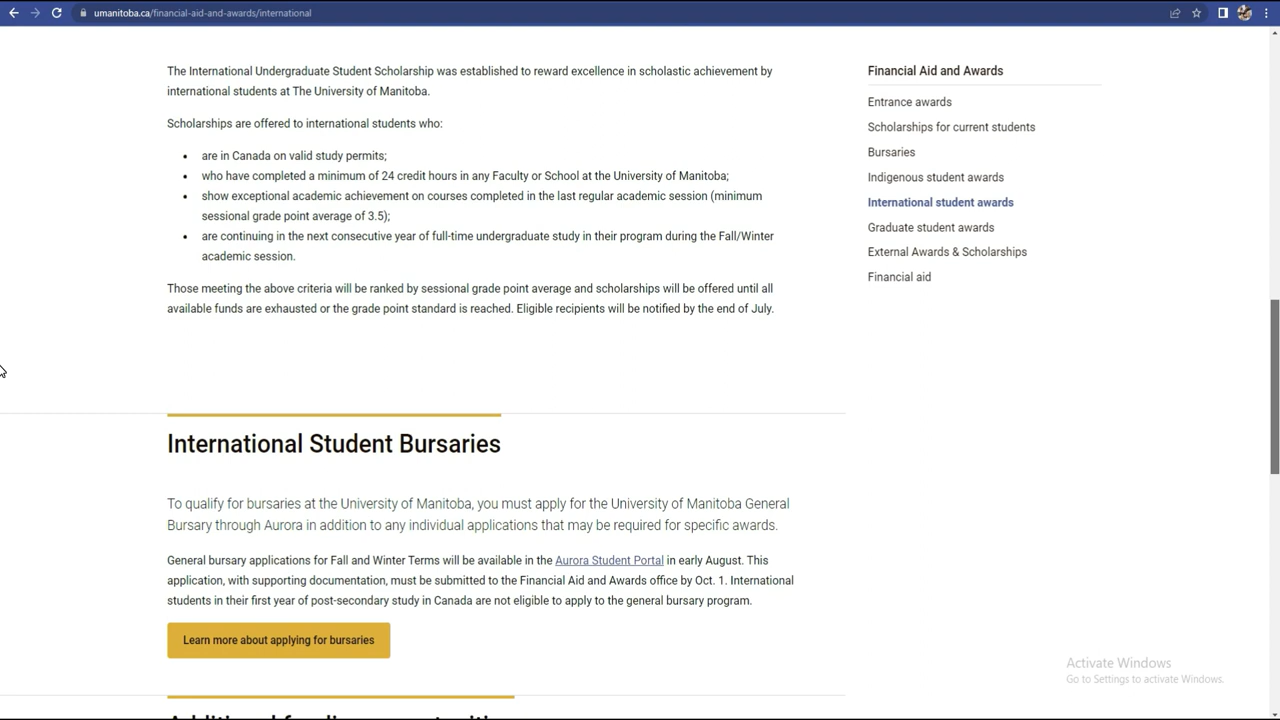 umanitoba.ca/financial-aid-and-awards/international
The International Undergraduate Student Scholarship was established to reward excellence in scholastic achievement by
international students at The University of Manitoba.
Scholarships are offered to international students who:
• are in Canada on valid study permits;
• who have completed a minimum of 24 credit hours in any Faculty or School at the University of Manitoba;
• show exceptional academic achievement on courses completed in the last regular academic session (minimum
sessional grade point average of 3.5);
• are continuing in the next consecutive year of full-time undergraduate study in their program during the Fall/Winter
academic session.
Those meeting the above criteria will be ranked by sessional grade point average and scholarships will be offered until all
available funds are exhausted or the grade point standard is reached. Eligible recipients will be notified by the end of July.
International Student Bursaries
To qualify for bursaries at the University of Manitoba, you must apply for the University of Manitoba General
Bursary through Aurora in addition to any individual applications that may be required for specific awards.
General bursary applications for Fall and Winter Terms will be available in the Aurora Student Portal in early August. This
application, with supporting documentation, must be submitted to the Financial Aid and Awards office by Oct. 1. International
students in their first year of post-secondary study in Canada are not eligible to apply to the general bursary program.
Learn more about applying for bursaries
Financial Aid and Awards
Entrance awards
Scholarships for current students
Bursaries
Indigenous student awards
International student awards
Graduate student awards
External Awards & Scholarships
Financial aid
Activate Windows
Go to Settings to activate Windows.